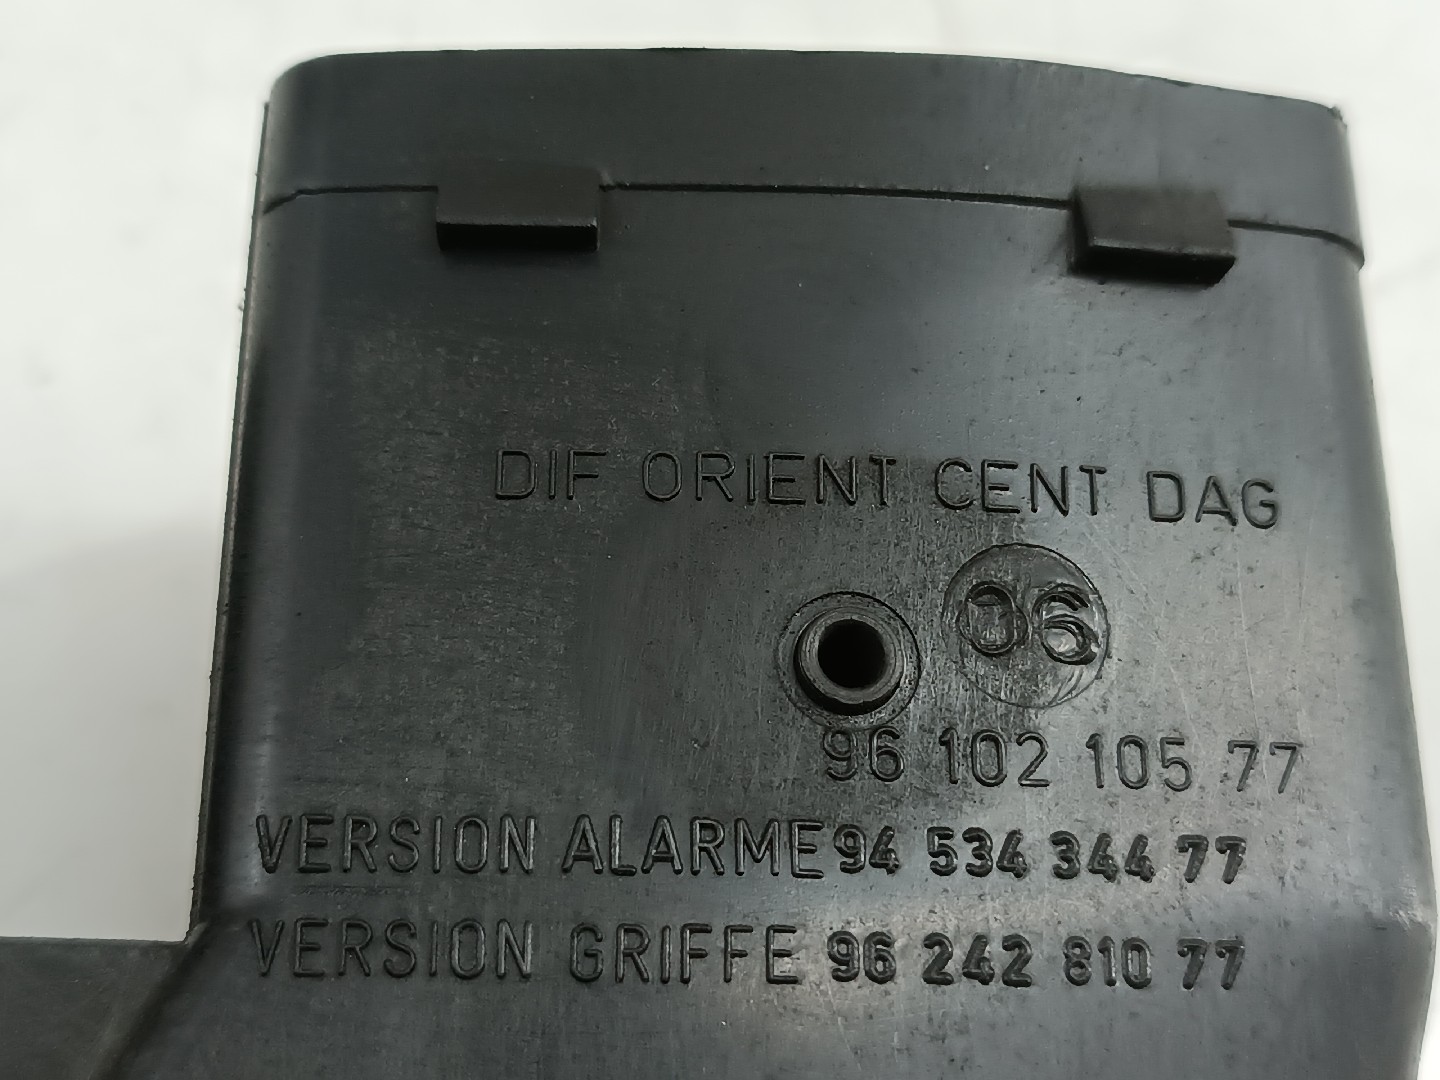 DIF ORIENT CENT DAG
06
96 102 105 77
VERSION ALARME 94 534 344 77
VERSION GRIFFE 96 242 810 77